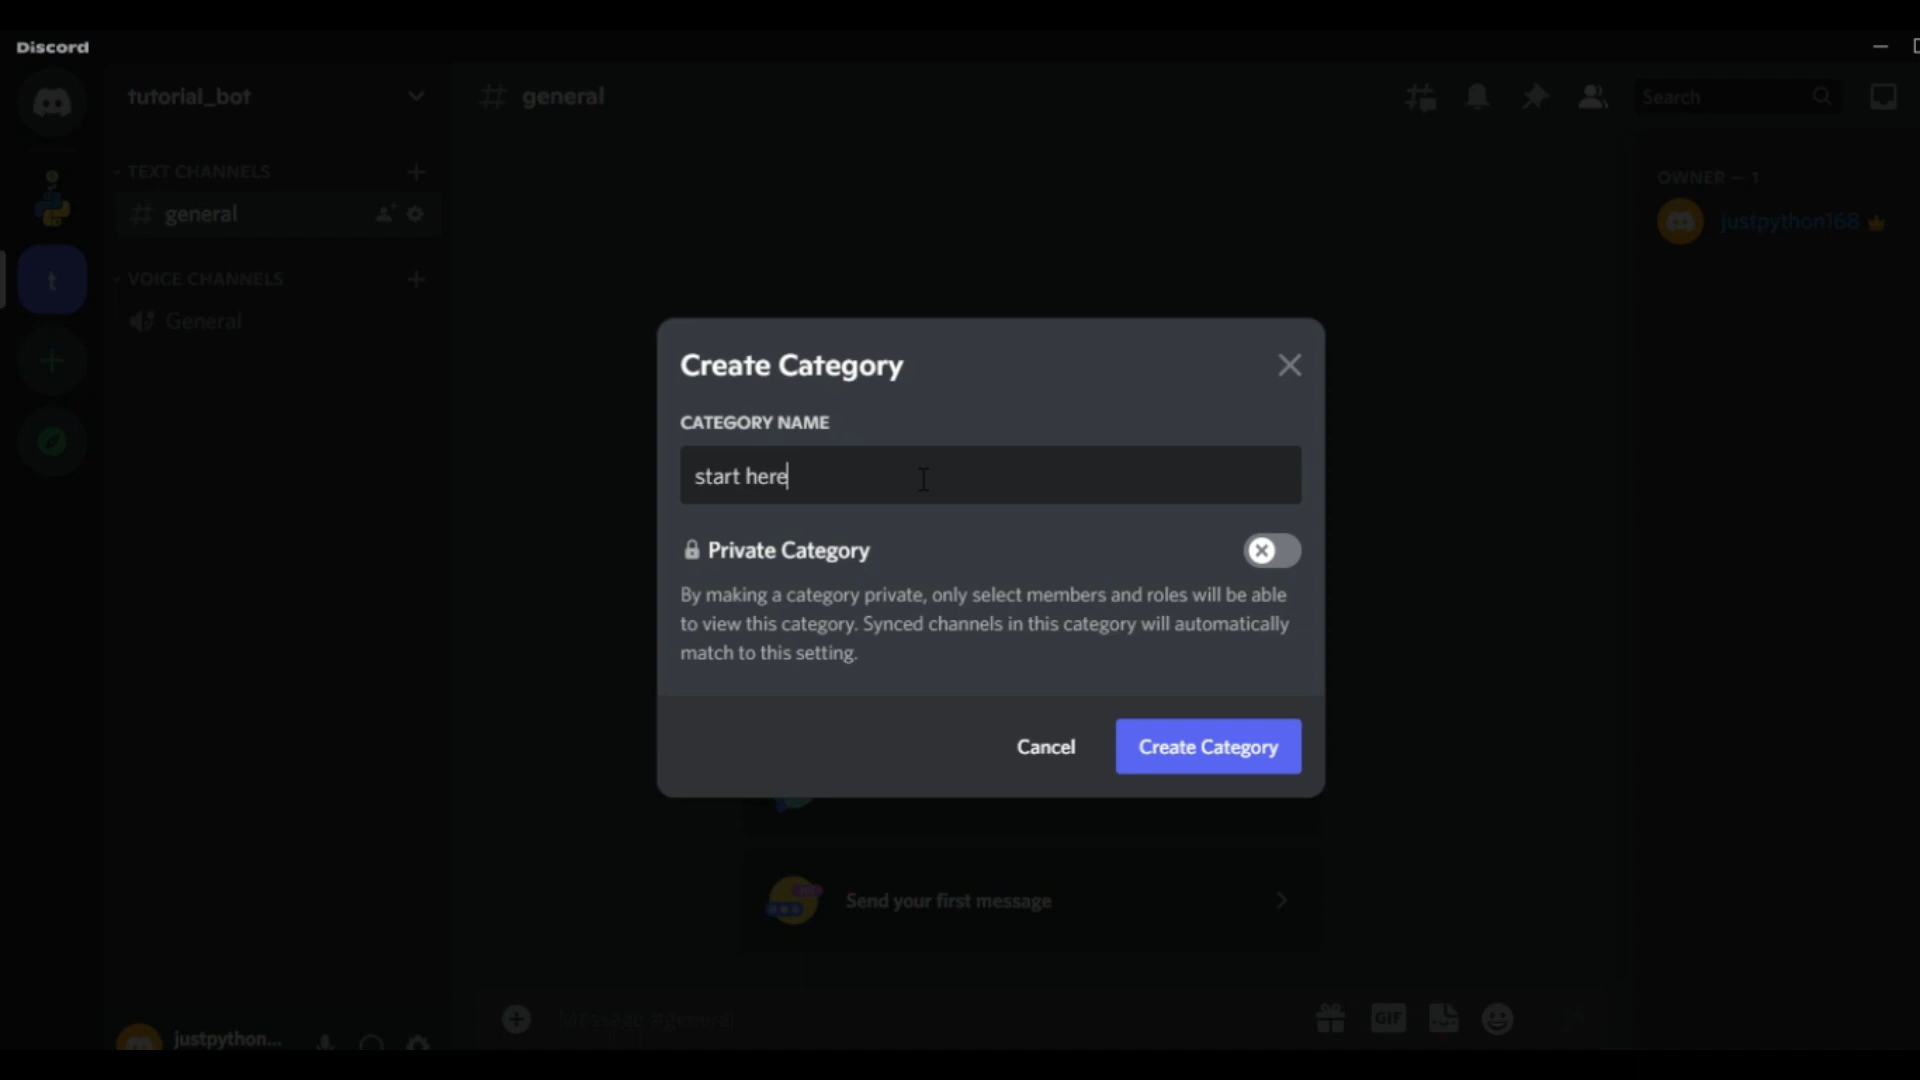 Discord
tutorial_bot
general
Search
TEXT CHANNELS
general
OWNER — 1
justpython168
t
VOICE CHANNELS
General
Create Category
CATEGORY NAME
start here
Private Category
By making a category private, only select members and roles will be able
to view this category. Synced channels in this category will automatically
match to this setting.
Cancel
Create Category
Send your first message
Message #general
GIF
justpython...